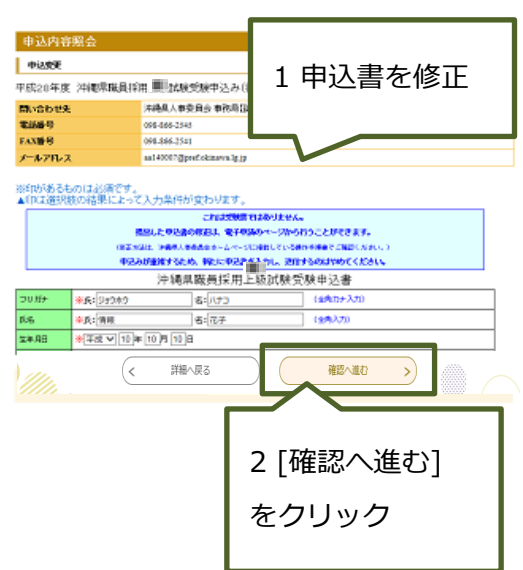 申込内容照会
申込変更
1 申込書を修正
平成28年度 沖縄県職員採用 試験受験申込み
問い合わせ先
沖縄県人事委員会 事務局
電話番号
098-866-2545
FAX番号
098-866-2541
メールアドレス
aa140007@pref.okinawa.lg.jp
※印があるものは必須です。
▲印は選択肢の結果によって入力条件が変わります。
これは受験票ではありません。
提出した申込書の修正は、電子申請のページから行うことができます。
申込みが重複するため、新たに申込書を入力し、送信するのはやめてください。
沖縄県職員採用上級試験受験申込書
フリガナ ※氏: ジョウホウ 名: ハナコ (全角カナ入力)
氏名 ※氏: 情報 名: 花子 (全角入力)
生年月日 ※ 平成 10 年 10 月 10 日
< 詳細へ戻る
確認へ進む >
2 [確認へ進む]
をクリック